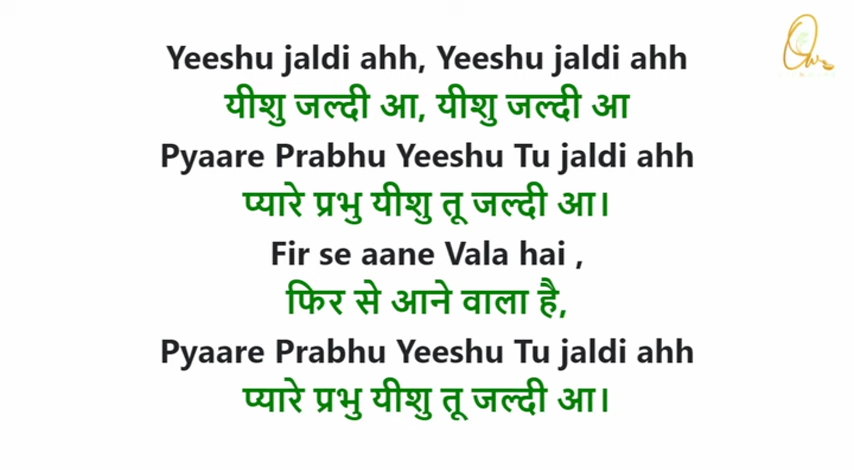 Yeeshu jaldi ahh, Yeeshu jaldi ahh
यीशु जल्दी आ, यीशु जल्दी आ
Pyaare Prabhu Yeeshu Tu jaldi ahh
प्यारे प्रभु यीशु तू जल्दी आ।
Fir se aane Vala hai ,
फिर से आने वाला है,
Pyaare Prabhu Yeeshu Tu jaldi ahh
प्यारे प्रभु यीशु तू जल्दी आ।